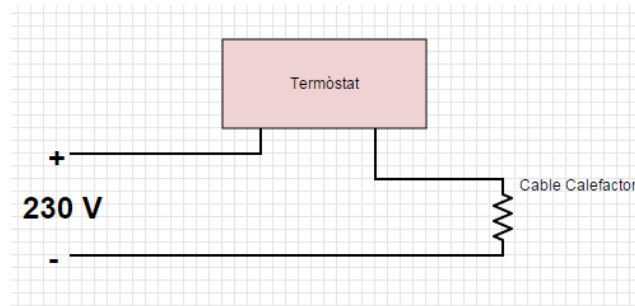 Termòstat
+
Cable Calefactor
230 V
-